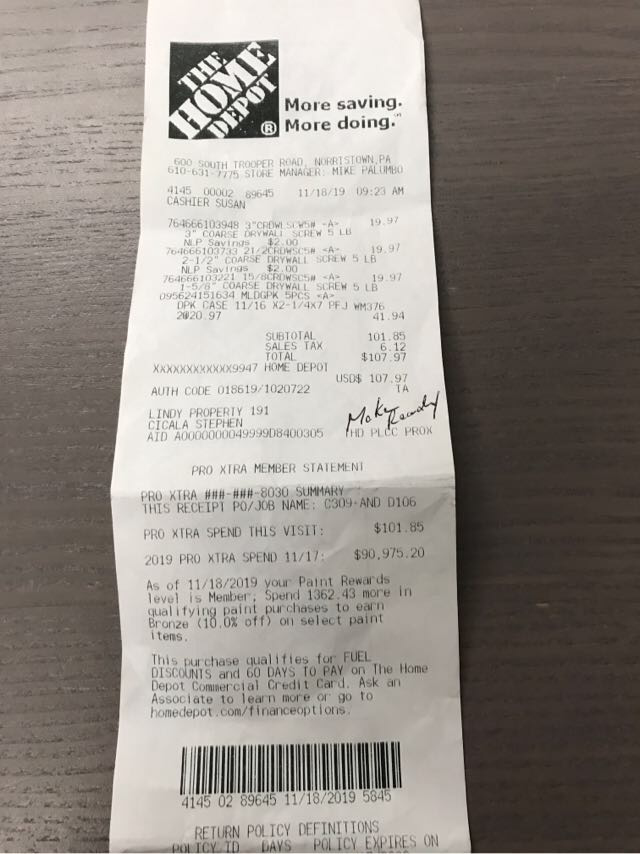 THE
HOME
DEPOT
®
More saving.
More doing.™
600 SOUTH TROOPER ROAD, NORRISTOWN,PA
610-631-7775 STORE MANAGER: MIKE PALUMBO
4145 00002 89645 11/18/19 09:23 AM
CASHIER SUSAN
764666103948 3"CRDWLSCW5# <A> 19.97
3" COARSE DRYWALL SCREW 5 LB
NLP Savings $2.00
764666103733 21/2CRDWSC5# <A> 19.97
2-1/2" COARSE DRYWALL SCREW 5 LB
NLP Savings $2.00
764666103221 15/8CRDWSC5# <A> 19.97
1-5/8" COARSE DRYWALL SCREW 5 LB
095624151634 MLDGPK 5PCS <A>
DPK CASE 11/16 X2-1/4X7 PFJ WM376
2@20.97 41.94
SUBTOTAL 101.85
SALES TAX 6.12
TOTAL $107.97
XXXXXXXXXXXX9947 HOME DEPOT
USD$ 107.97
AUTH CODE 018619/1020722 TA
LINDY PROPERTY 191
Make Ready
CICALA STEPHEN
AID A0000000049999D8400305 THD PLCC PROX
PRO XTRA MEMBER STATEMENT
PRO XTRA ###-###-8030 SUMMARY
THIS RECEIPT PO/JOB NAME: C309 AND D106
PRO XTRA SPEND THIS VISIT: $101.85
2019 PRO XTRA SPEND 11/17: $90,975.20
As of 11/18/2019 your Paint Rewards
level is Member; Spend 1362.43 more in
qualifying paint purchases to earn
Bronze (10.0% off) on select paint
items.
This purchase qualifies for FUEL
DISCOUNTS and 60 DAYS TO PAY on The Home
Depot Commercial Credit Card. Ask an
Associate to learn more or go to
homedepot.com/financeoptions.
4145 02 89645 11/18/2019 5845
RETURN POLICY DEFINITIONS
POLICY ID DAYS POLICY EXPIRES ON